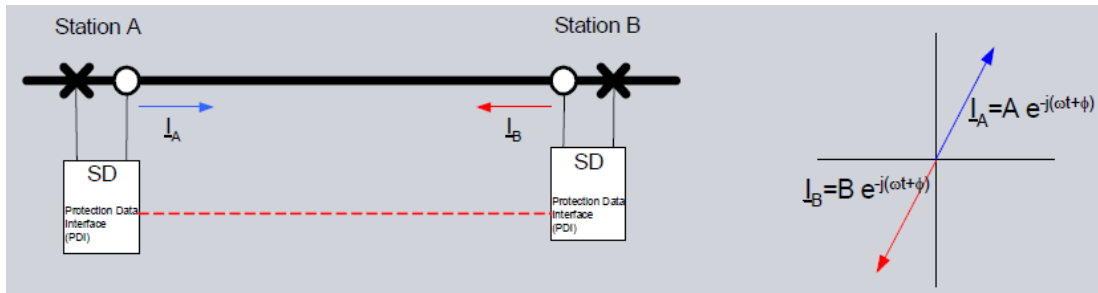 Station A
Station B
I_A
I_B
SD
Protection Data
Interface
(PDI)
SD
Protection Data
Interface
(PDI)
I_A=A e^-j(ωt+ϕ)
I_B=B e^-j(ωt+ϕ)